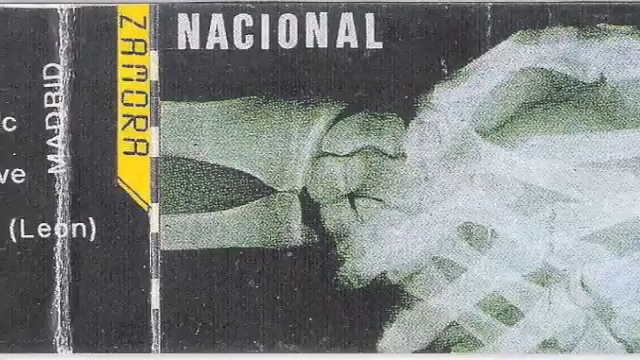 NACIONAL
ZAMORA
MADRID
c
ve
(Leon)